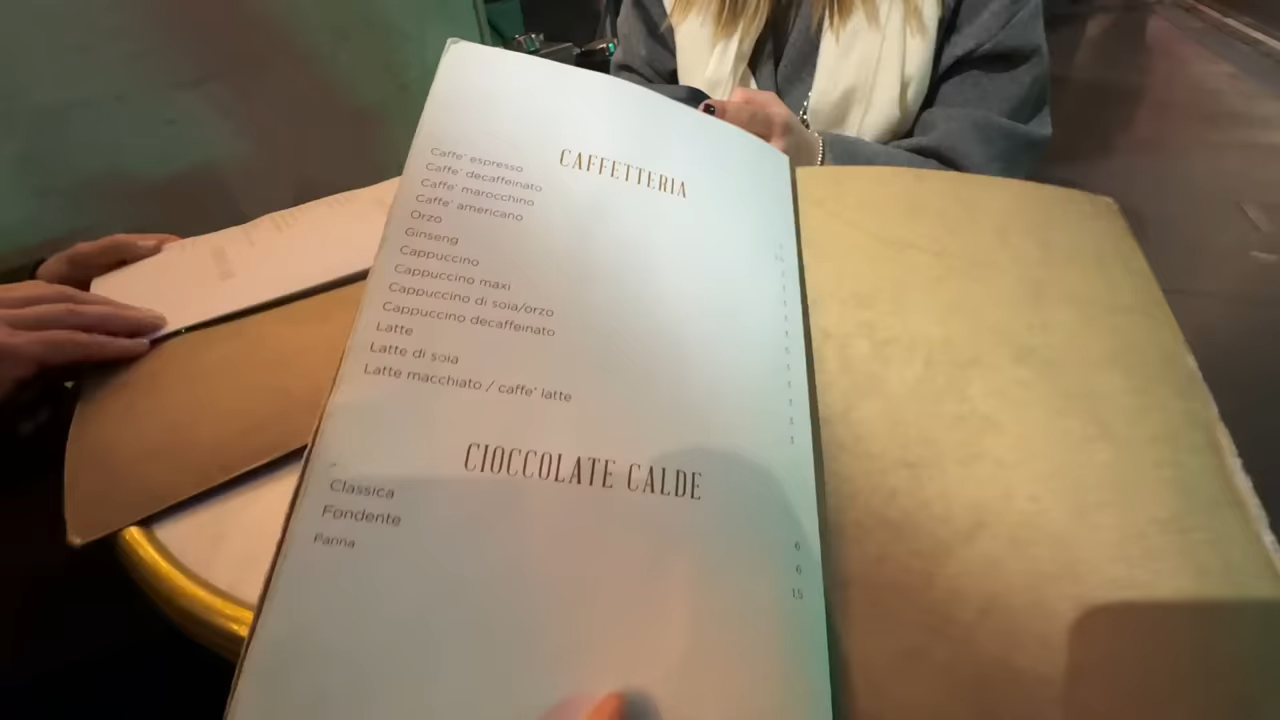 CAFFETTERIA
Caffe' espresso
Caffe' decaffeinato
Caffe' marocchino
Caffe' americano
Orzo
Ginseng
Cappuccino
Cappuccino maxi
Cappuccino di soia/orzo
Cappuccino decaffeinato
Latte
Latte di soia
Latte macchiato / caffe' latte
CIOCCOLATE CALDE
Classica 6
Fondente 6
Panna 1,5